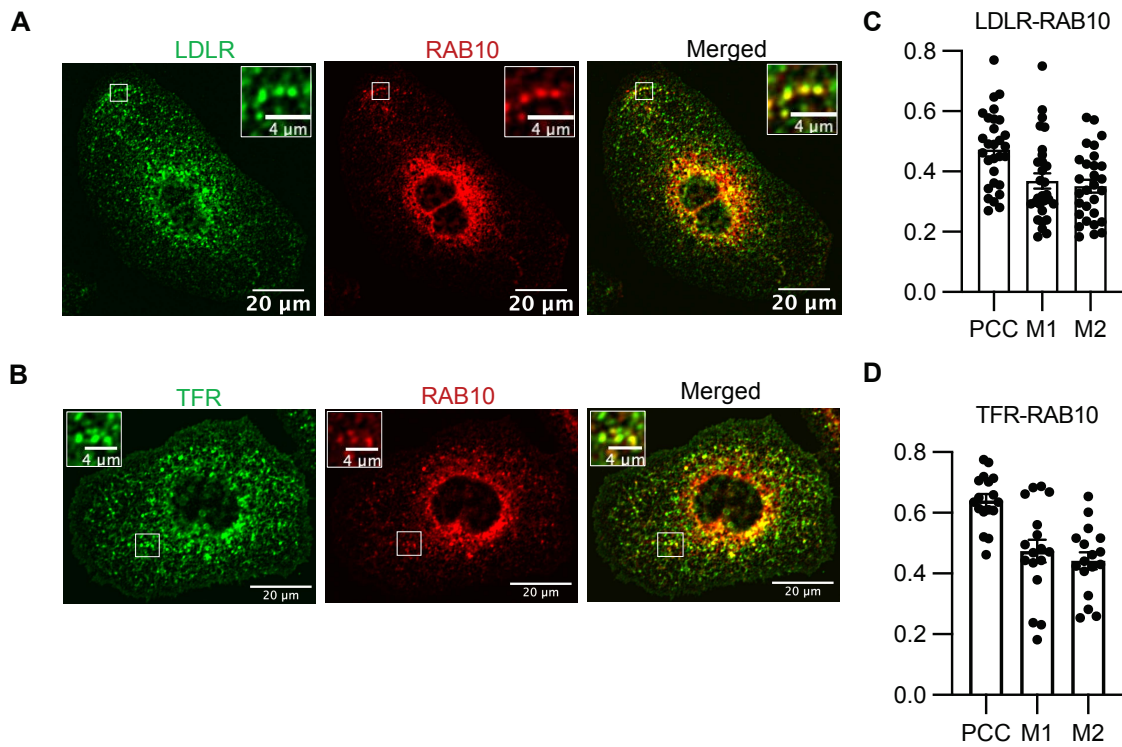 A
LDLR
RAB10
Merged
4 µm
4 µm
4 µm
20 µm
20 µm
20 µm
B
TFR
RAB10
Merged
4 µm
4 µm
4 µm
20 µm
20 µm
20 µm
C
LDLR-RAB10
0.8
0.6
0.4
0.2
0.0
PCC M1 M2
D
TFR-RAB10
0.8
0.6
0.4
0.2
0.0
PCC M1 M2